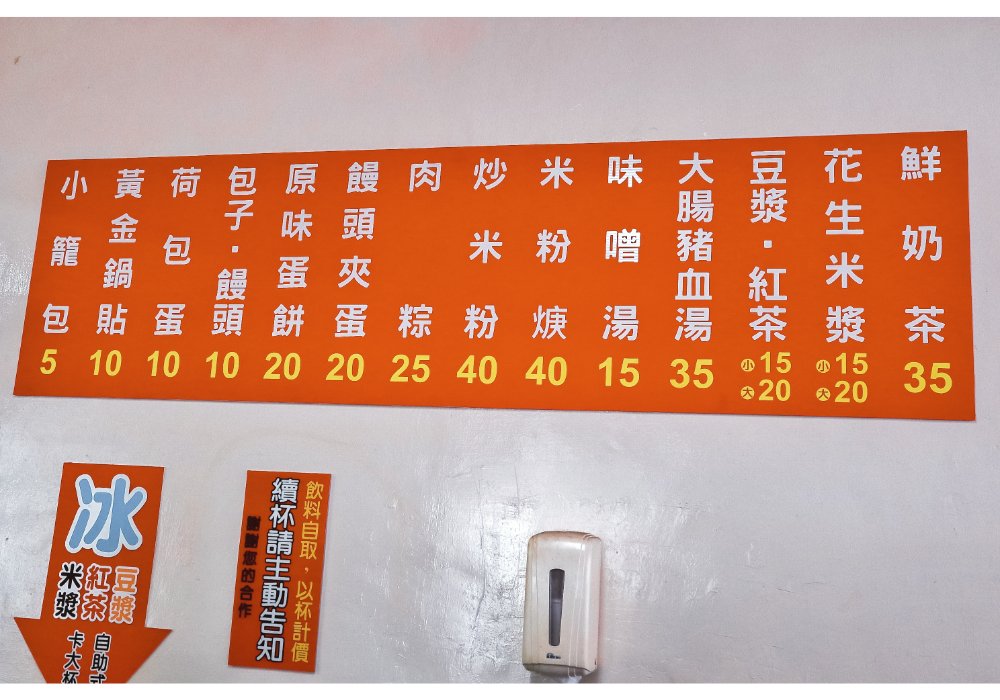 小籠包 5
黃金鍋貼 10
荷包蛋 10
包子·饅頭 10
原味蛋餅 20
饅頭夾蛋 20
肉粽 25
炒米粉 40
米粉焿 40
味噌湯 15
大腸豬血湯 35
豆漿·紅茶 小15 大20
花生米漿 小15 大20
鮮奶茶 35
冰
豆漿
紅茶
米漿
自助式
卡大杯
飲料自取，以杯計價
續杯請主動告知
謝謝您的合作